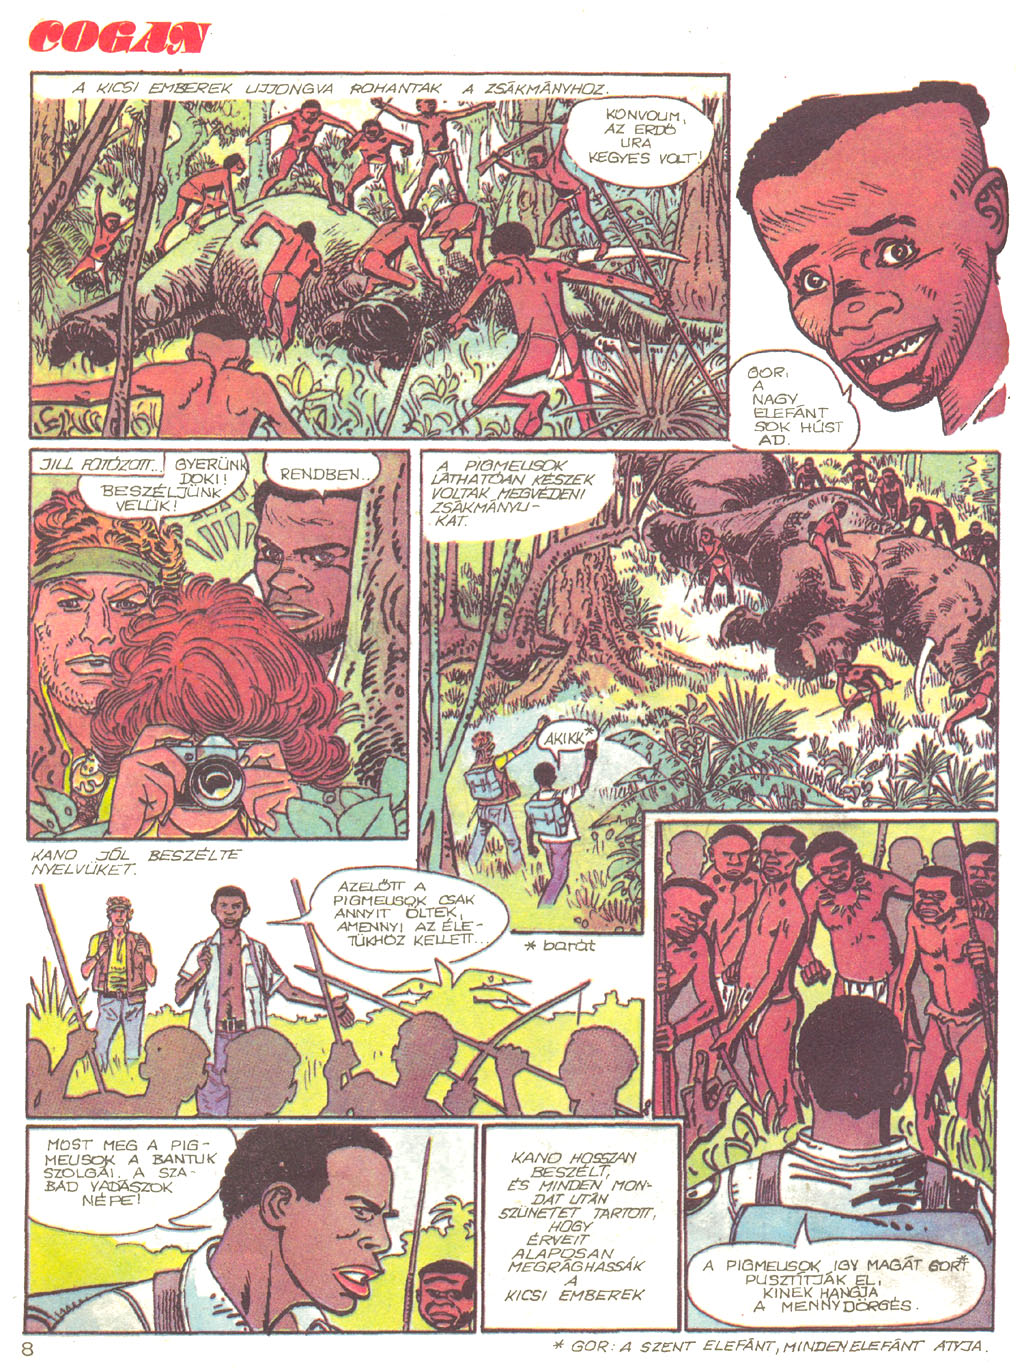 COGAN
A KICSI EMBEREK UJJONGVA ROHANTAK A ZSÁKMÁNYHOZ.
KONVOUM,
AZ ERDŐ
URA
KEGYES VOLT!
GOR,
A
NAGY
ELEFÁNT
SOK HÚST
AD.
JILL FOTÓZOTT...
GYERÜNK
DOKI!
BESZÉLJÜNK
VELÜK!
RENDBEN...
A PIGMEUSOK
LÁTHATÓAN KÉSZEK
VOLTAK MEGVÉDENI
ZSÁKMÁNYU-
KAT.
AKIKK*
* barát
KANO JÓL BESZÉLTE
NYELVÜKET.
AZELŐTT A
PIGMEUSOK CSAK
ANNYIT ÖLTEK,
AMENNYI AZ ÉLE-
TÜKHÖZ KELLETT...
MOST MEG A PIG-
MEUSOK A BANTUK
SZOLGÁI, A SZA-
BAD VADÁSZOK
NÉPE!
KANO HOSSZAN
BESZÉLT,
ÉS MINDEN MON-
DAT UTÁN
SZÜNETET TARTOTT,
HOGY
ÉRVEIT
ALAPOSAN
MEGRÁGHASSÁK
A
KICSI EMBEREK
A PIGMEUSOK IGY MAGÁT GORT*
PUSZTÍTJÁK EL,
KINEK HANGJA
A MENNYDÖRGÉS.
8
* GOR: A SZENT ELEFÁNT, MINDEN ELEFÁNT ATYJA.